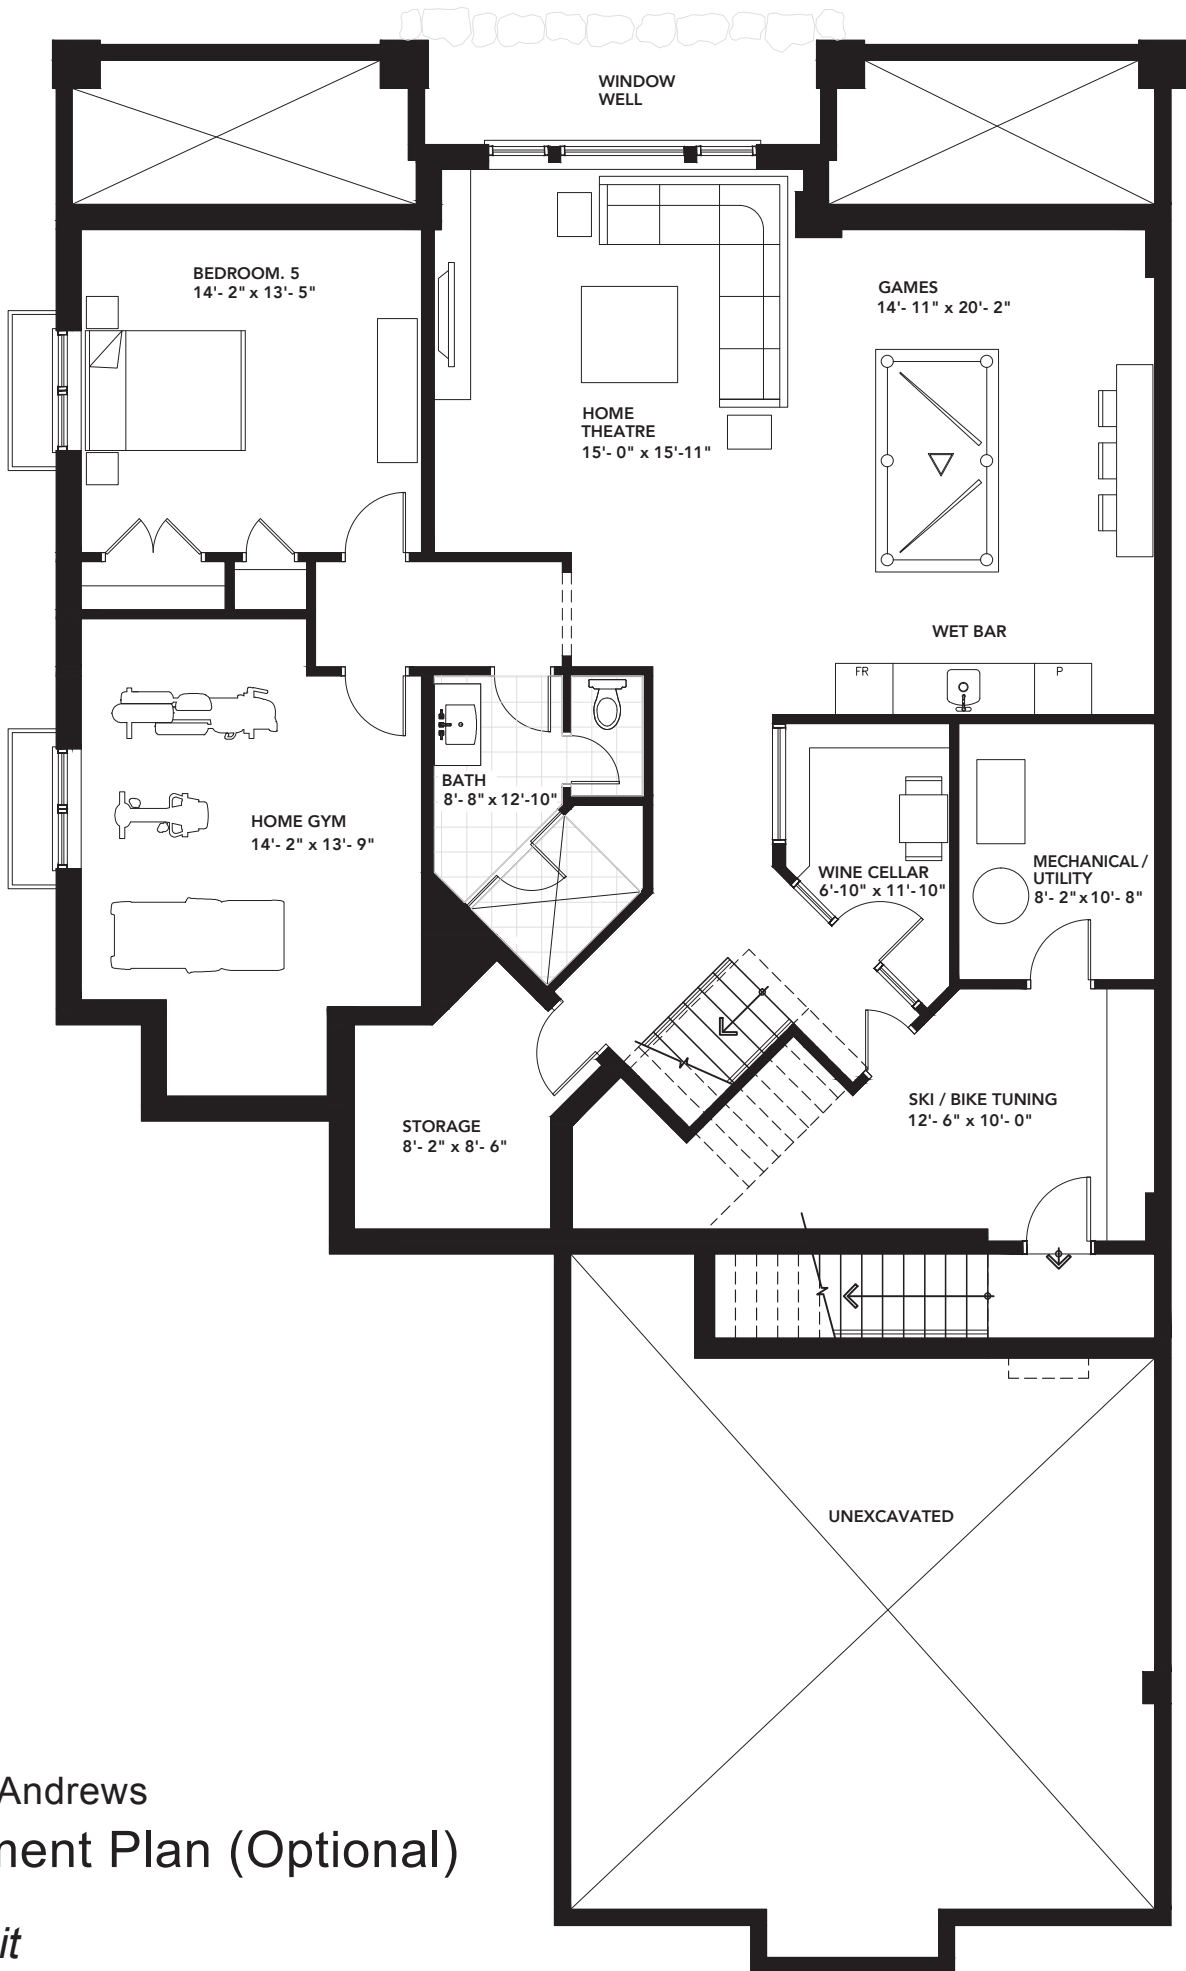 WINDOW
WELL
BEDROOM. 5
14'- 2" x 13'- 5"
GAMES
14'- 11" x 20'- 2"
HOME
THEATRE
15'- 0" x 15'-11"
WET BAR
FR
P
BATH
8'- 8" x 12'-10"
HOME GYM
14'- 2" x 13'- 9"
WINE CELLAR
6'-10" x 11'- 10"
MECHANICAL /
UTILITY
8'- 2" x 10'- 8"
SKI / BIKE TUNING
12'- 6" x 10'- 0"
STORAGE
8'- 2" x 8'- 6"
UNEXCAVATED
Andrews
ment Plan (Optional)
it